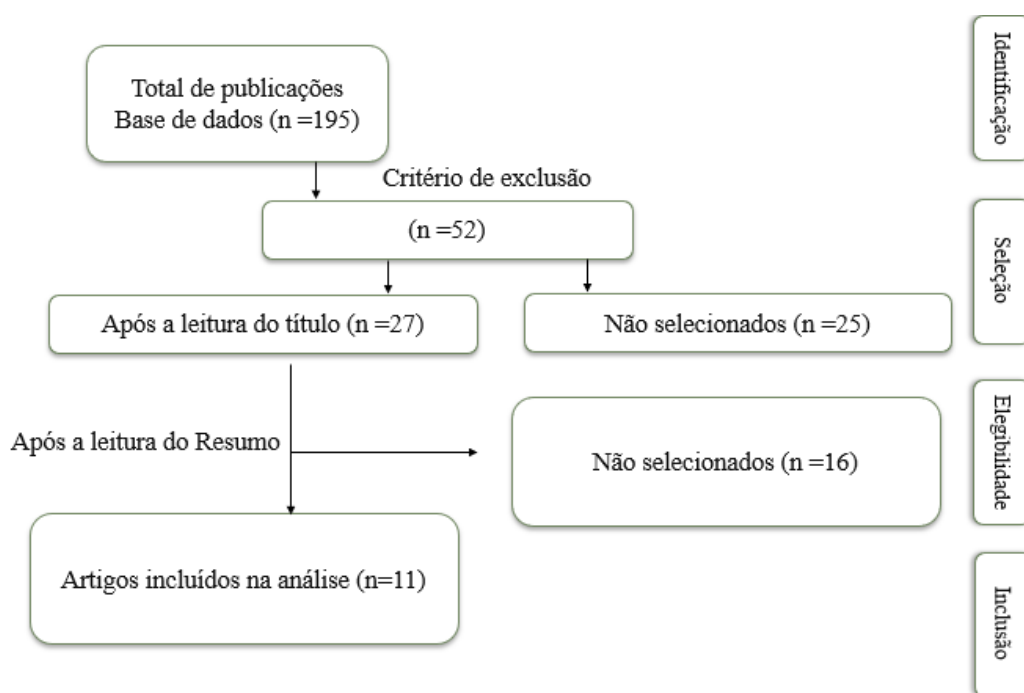 Total de publicações
Base de dados (n =195)
Identificação
Critério de exclusão
(n =52)
Seleção
Após a leitura do título (n =27)
Não selecionados (n =25)
Após a leitura do Resumo
Não selecionados (n =16)
Elegibilidade
Artigos incluídos na análise (n=11)
Inclusão